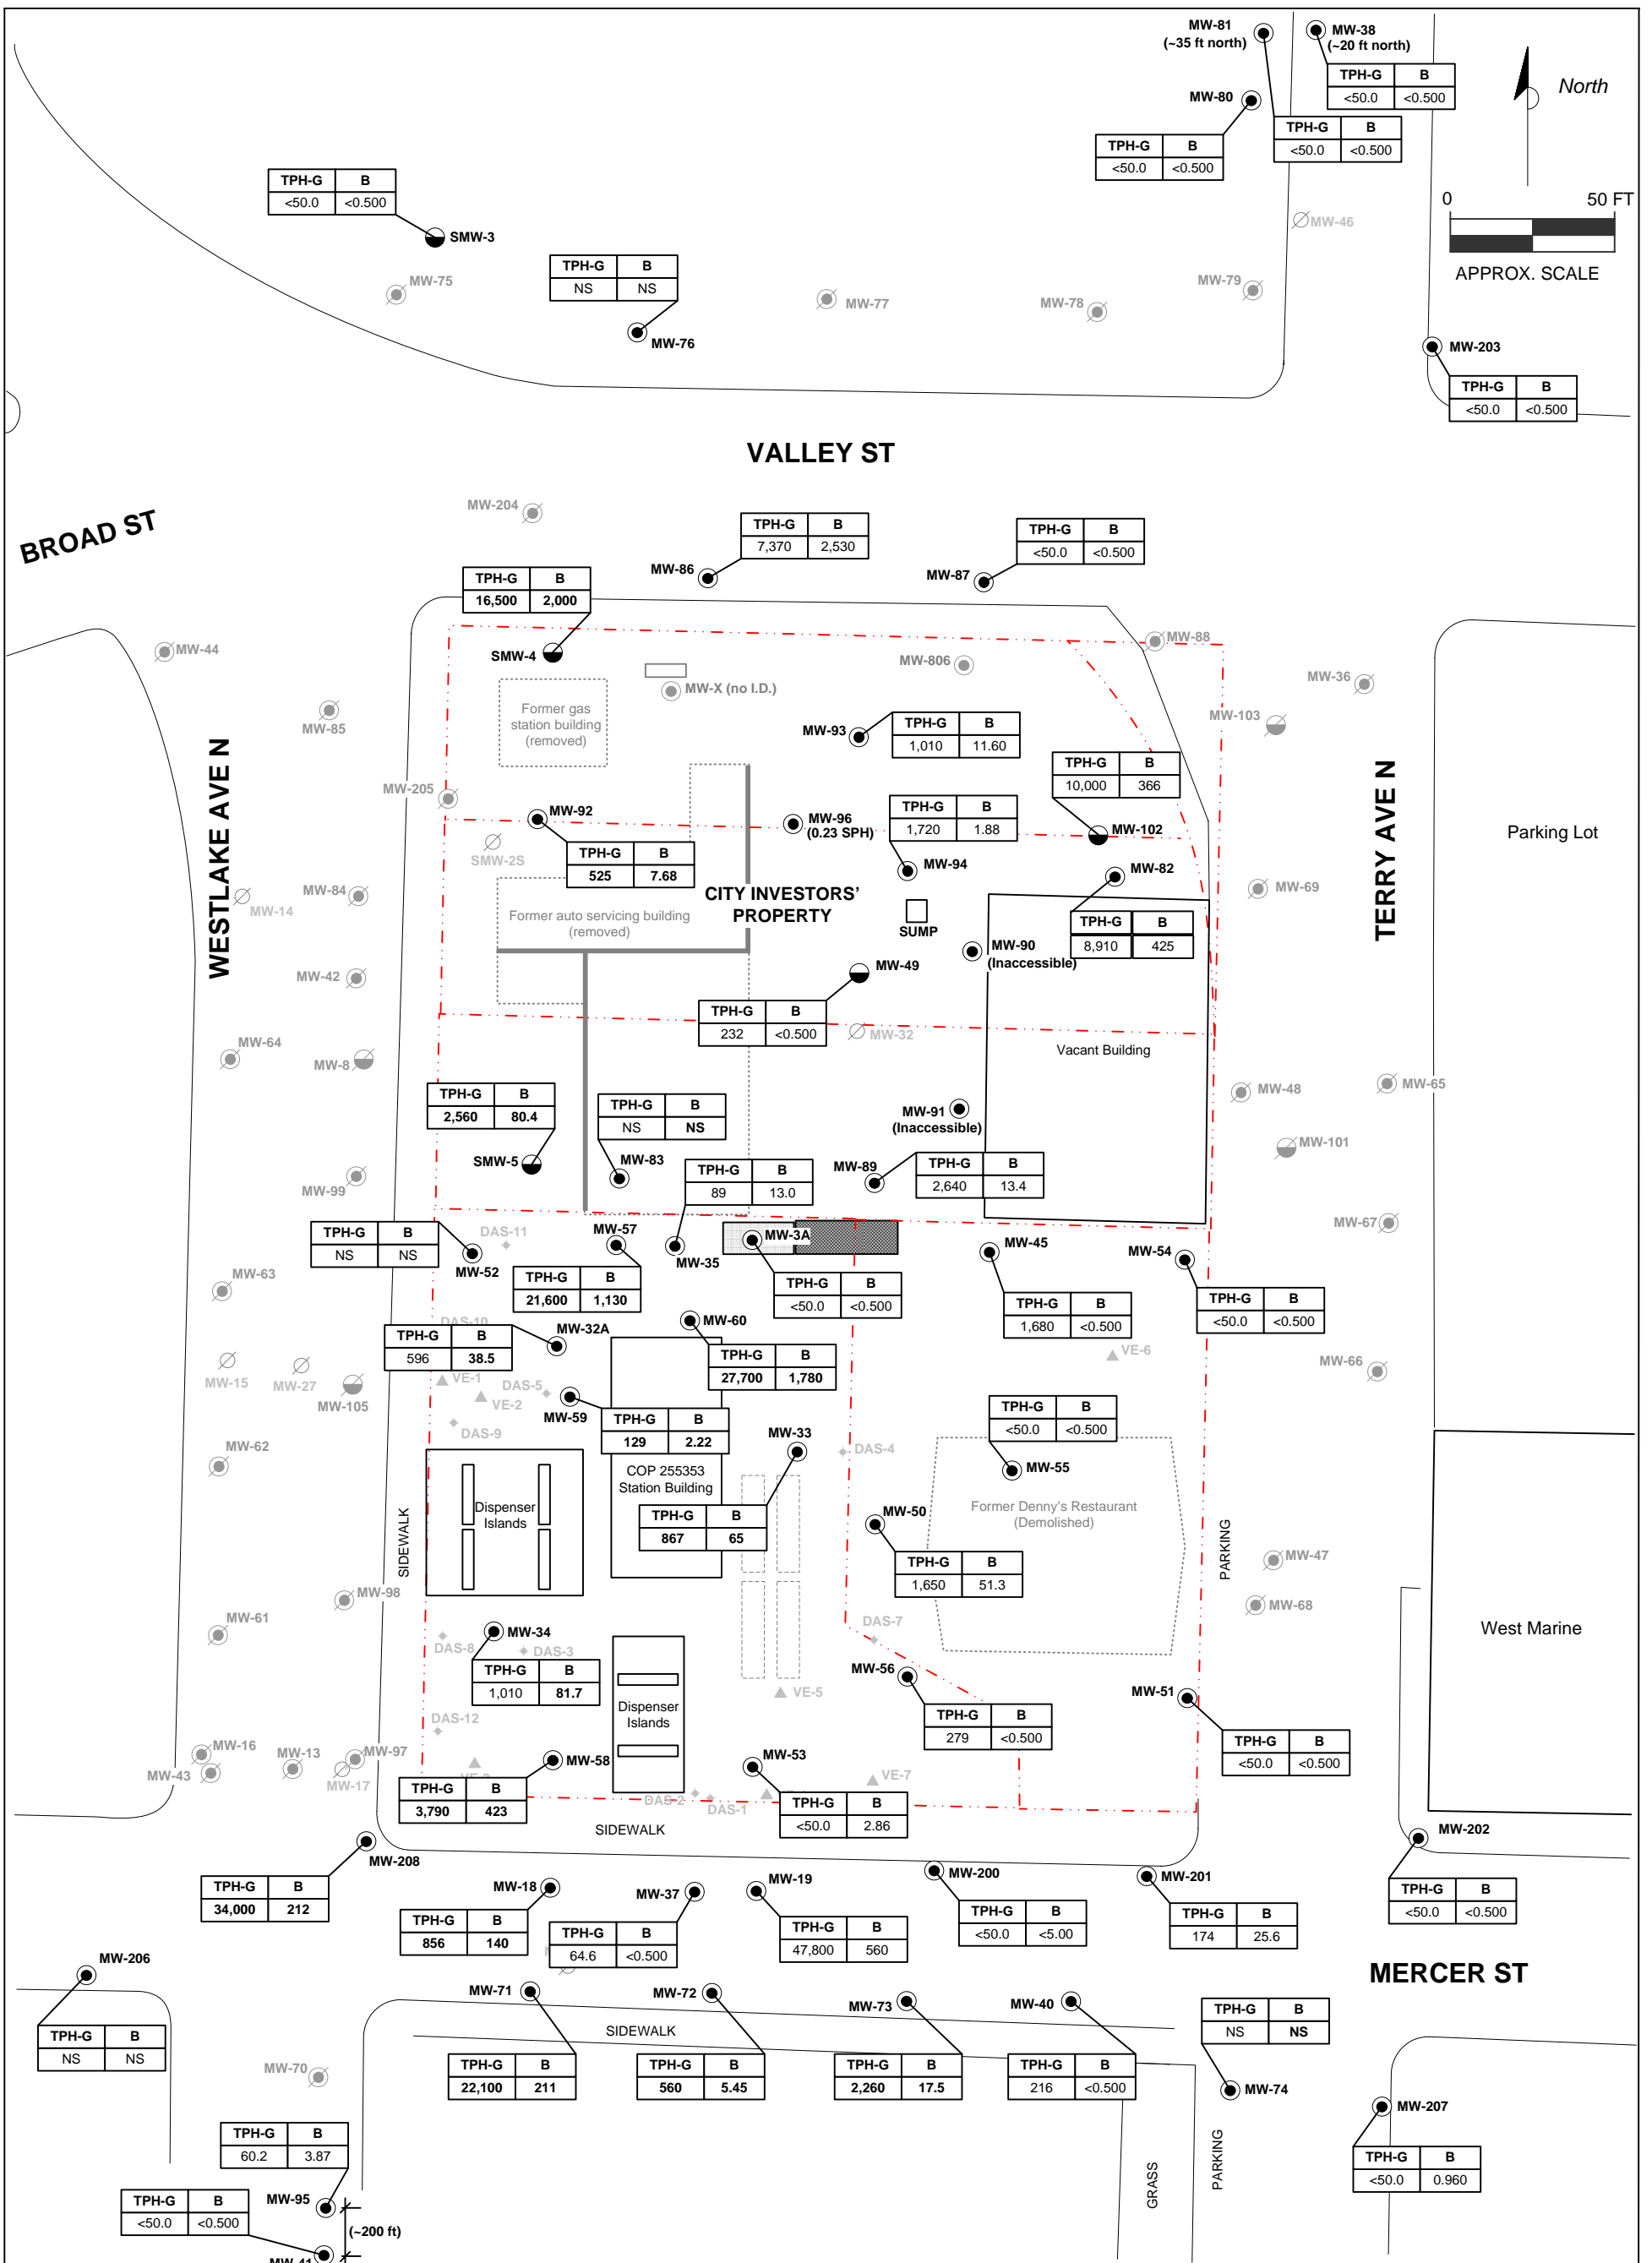 MW-81
(~35 ft north)
MW-38
(~20 ft north)
TPH-G B
<50.0 <0.500
North
MW-80
TPH-G B
<50.0 <0.500
TPH-G B
<50.0 <0.500
TPH-G B
<50.0 <0.500
SMW-3
0 50 FT
APPROX. SCALE
MW-46
TPH-G B
NS NS
MW-75
MW-77
MW-78
MW-79
MW-76
MW-203
TPH-G B
<50.0 <0.500
VALLEY ST
BROAD ST
MW-204
TPH-G B
7,370 2,530
MW-86
TPH-G B
<50.0 <0.500
MW-87
TPH-G B
16,500 2,000
SMW-4
MW-44
MW-88
MW-806
MW-36
MW-X (no I.D.)
Former gas
station building
(removed)
MW-85
MW-93
TPH-G B
1,010 11.60
MW-103
TPH-G B
10,000 366
WESTLAKE AVE N
TERRY AVE N
MW-205
MW-92
MW-96
(0.23 SPH)
TPH-G B
1,720 1.88
MW-102
Parking Lot
SMW-2S
TPH-G B
525 7.68
MW-94
MW-82
MW-84
MW-14
CITY INVESTORS'
PROPERTY
MW-69
Former auto servicing building
(removed)
SUMP
TPH-G B
8,910 425
MW-90
(Inaccessible)
MW-42
MW-49
TPH-G B
232 <0.500
MW-32
MW-64
MW-8
Vacant Building
TPH-G B
2,560 80.4
TPH-G B
NS NS
MW-48
MW-65
MW-91
(Inaccessible)
MW-101
SMW-5
MW-83
TPH-G B
89 13.0
MW-89
TPH-G B
2,640 13.4
MW-99
MW-67
TPH-G B
NS NS
DAS-11
MW-57
MW-35
MW-3A
MW-45
MW-54
MW-52
MW-63
TPH-G B
21,600 1,130
TPH-G B
<50.0 <0.500
TPH-G B
1,680 <0.500
TPH-G B
<50.0 <0.500
DAS-10
TPH-G B
596 38.5
MW-32A
MW-60
TPH-G B
27,700 1,780
VE-6
MW-66
MW-15
MW-27
MW-105
VE-1
VE-2
DAS-5
MW-59
DAS-9
TPH-G B
129 2.22
TPH-G B
<50.0 <0.500
MW-33
DAS-4
MW-62
MW-55
COP 255353
Station Building
Dispenser
Islands
TPH-G B
867 65
MW-50
Former Denny's Restaurant
(Demolished)
SIDEWALK
PARKING
TPH-G B
1,650 51.3
MW-47
MW-98
MW-68
MW-61
MW-34
DAS-8
DAS-3
DAS-7
West Marine
TPH-G B
1,010 81.7
MW-56
VE-5
MW-51
Dispenser
Islands
TPH-G B
279 <0.500
DAS-12
MW-16
MW-13
MW-97
MW-43
MW-17
MW-58
MW-53
TPH-G B
<50.0 <0.500
VE-7
TPH-G B
3,790 423
DAS-2
DAS-1
TPH-G B
<50.0 2.86
SIDEWALK
MW-202
MW-208
TPH-G B
34,000 212
MW-18
MW-37
MW-19
MW-200
MW-201
TPH-G B
<50.0 <0.500
TPH-G B
856 140
TPH-G B
64.6 <0.500
TPH-G B
47,800 560
TPH-G B
<50.0 <5.00
TPH-G B
174 25.6
MW-206
MERCER ST
MW-71
MW-72
MW-73
MW-40
TPH-G B
NS NS
SIDEWALK
TPH-G B
NS NS
MW-70
TPH-G B
22,100 211
TPH-G B
560 5.45
TPH-G B
2,260 17.5
TPH-G B
216 <0.500
MW-74
MW-207
TPH-G B
60.2 3.87
GRASS
PARKING
TPH-G B
<50.0 0.960
TPH-G B
<50.0 <0.500
MW-95
(~200 ft)
MW-41